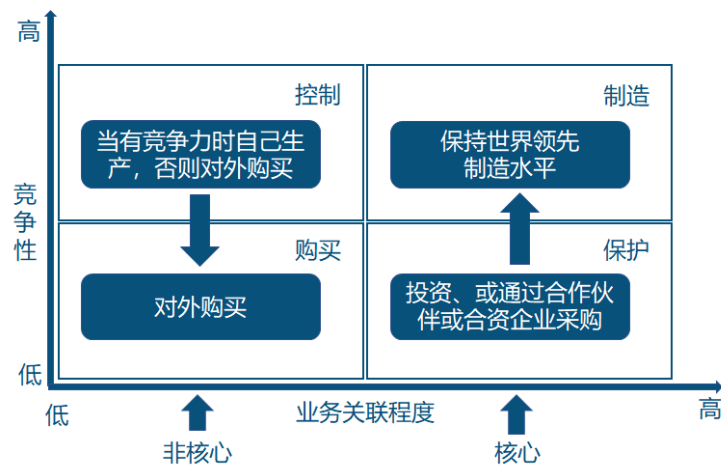 高
控制
制造
当有竞争力时自己生
产，否则对外购买
保持世界领先
制造水平
竞
争
性
购买
保护
对外购买
投资、或通过合作伙
伴或合资企业采购
低
低
业务关联程度
高
非核心
核心